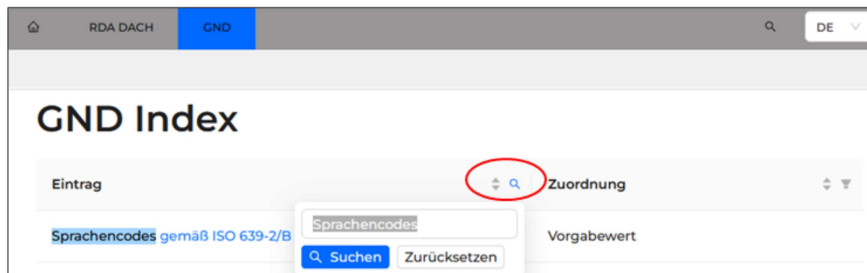 RDA DACH GND DE
GND Index
Eintrag Zuordnung
Sprachencodes
Sprachencodes gemäß ISO 639-2/B Vorgabewert
Suchen Zurücksetzen